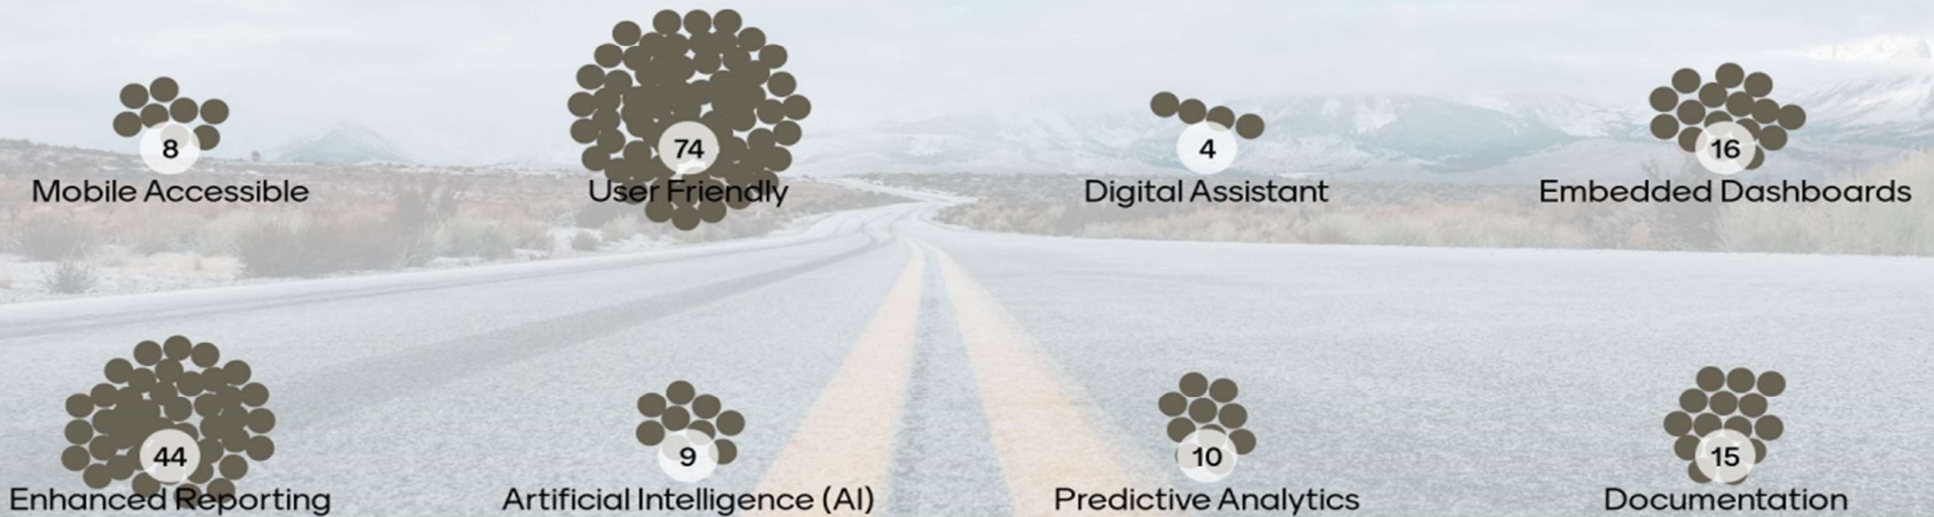 8
Mobile Accessible
74
User Friendly
4
Digital Assistant
16
Embedded Dashboards
44
Enhanced Reporting
9
Artificial Intelligence (AI)
10
Predictive Analytics
15
Documentation